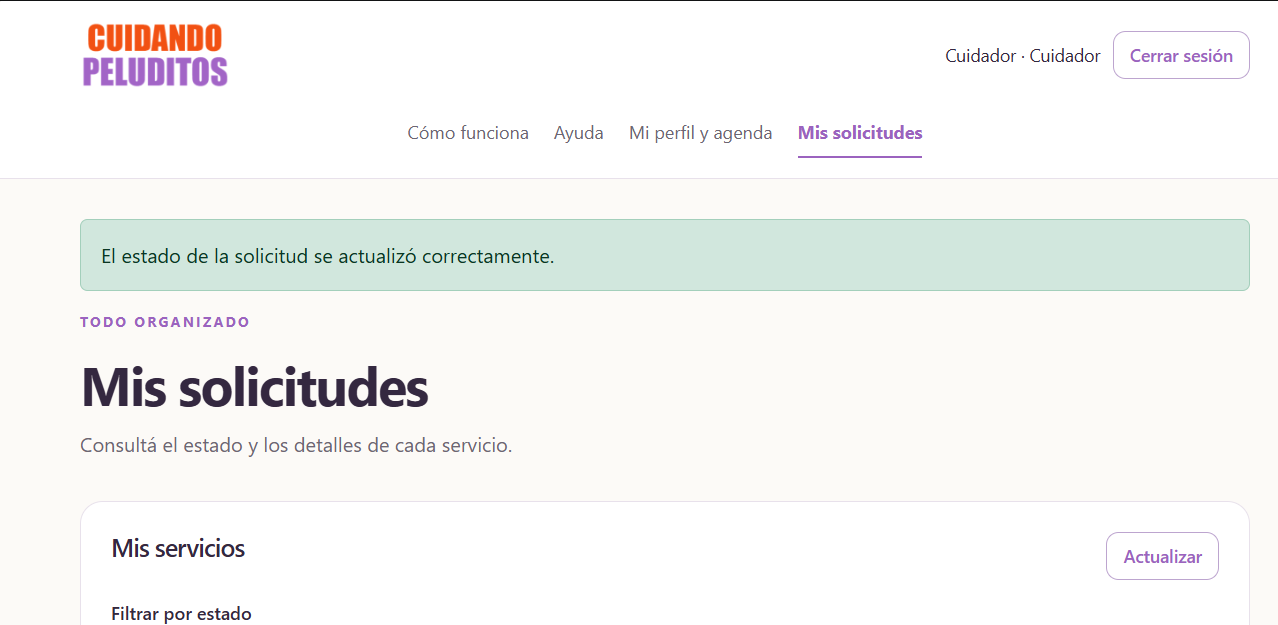 CUIDANDO
PELUDITOS
Cuidador · Cuidador
Cerrar sesión
Cómo funciona
Ayuda
Mi perfil y agenda
Mis solicitudes
El estado de la solicitud se actualizó correctamente.
TODO ORGANIZADO
Mis solicitudes
Consultá el estado y los detalles de cada servicio.
Mis servicios
Actualizar
Filtrar por estado